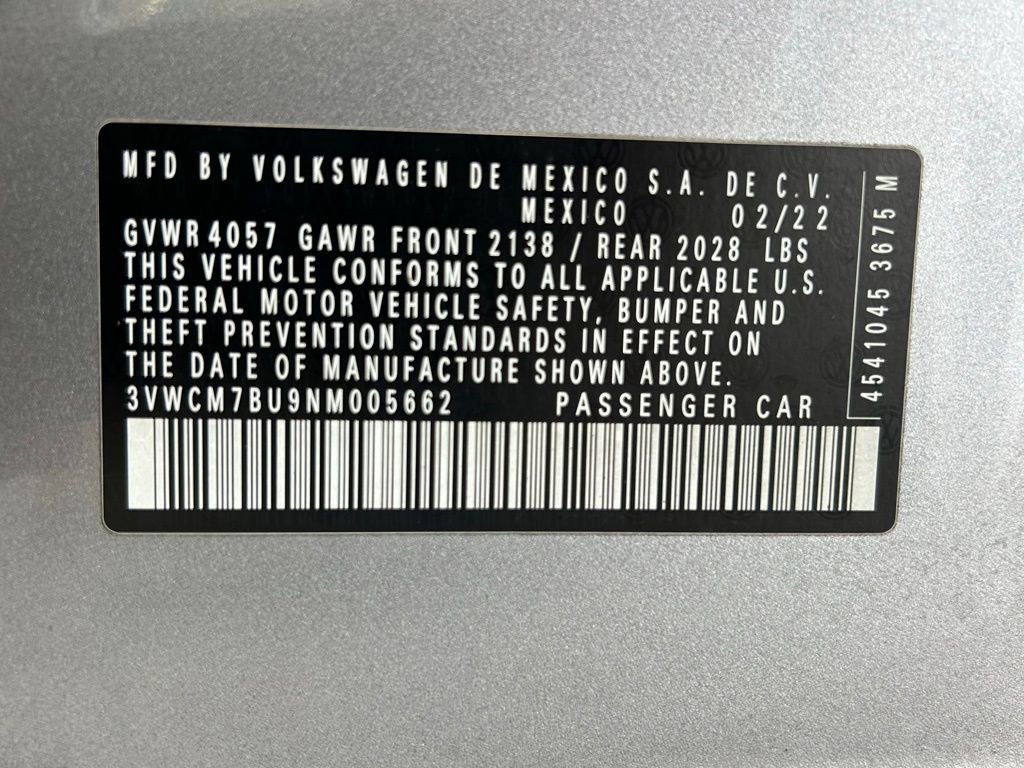 MFD BY VOLKSWAGEN DE MEXICO S.A. DE C.V.
MEXICO 02/22
GVWR 4057 GAWR FRONT 2138 / REAR 2028 LBS
THIS VEHICLE CONFORMS TO ALL APPLICABLE U.S.
FEDERAL MOTOR VEHICLE SAFETY, BUMPER AND
THEFT PREVENTION STANDARDS IN EFFECT ON
THE DATE OF MANUFACTURE SHOWN ABOVE.
3VWCM7BU9NM005662 PASSENGER CAR
4541045 3675 M